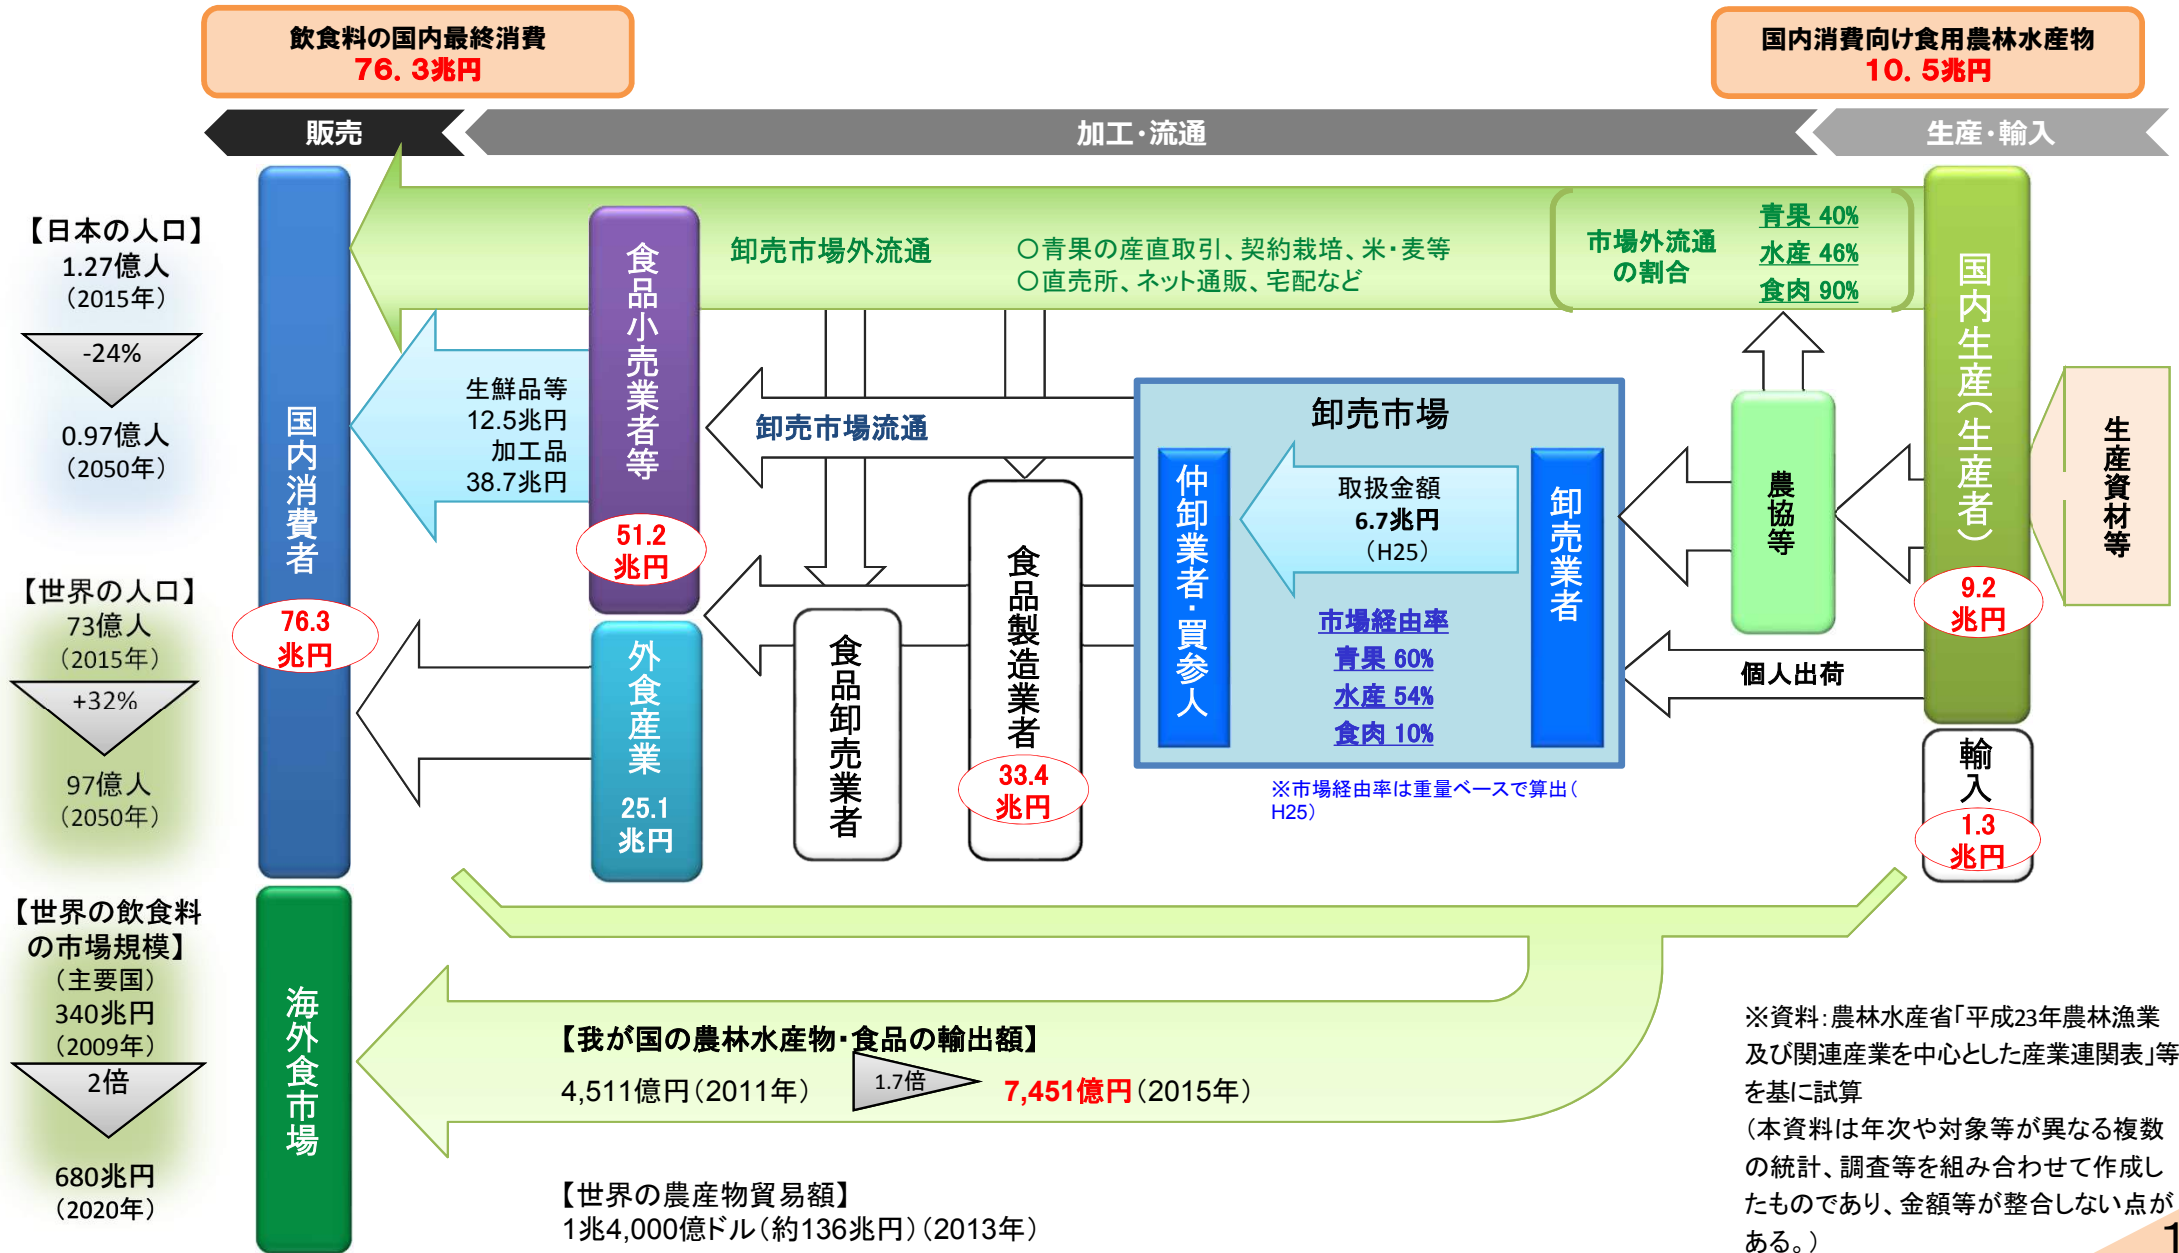 飲食料の国内最終消費
76．3兆円
国内消費向け食用農林水産物
10．5兆円
販売
加工・流通
生産・輸入
【日本の人口】
1.27億人
（2015年）
-24%
0.97億人
（2050年）
【世界の人口】
73億人
（2015年）
+32%
97億人
（2050年）
【世界の飲食料
の市場規模】
（主要国）
340兆円
（2009年）
2倍
680兆円
（2020年）
国内消費者
76.3
兆円
海外食市場
卸売市場外流通
○青果の産直取引、契約栽培、米・麦等
○直売所、ネット通販、宅配など
市場外流通
の割合
青果 40%
水産 46%
食肉 90%
生鮮品等
12.5兆円
加工品
38.7兆円
食品小売業者等
51.2
兆円
外食産業
25.1
兆円
卸売市場流通
食品卸売業者
食品製造業者
33.4
兆円
卸売市場
仲卸業者・買参人
取扱金額
6.7兆円
（H25）
卸売業者
市場経由率
青果 60%
水産 54%
食肉 10%
※市場経由率は重量ベースで算出（
H25）
農協等
個人出荷
国内生産（生産者）
9.2
兆円
輸入
1.3
兆円
生産資材等
【我が国の農林水産物・食品の輸出額】
4,511億円（2011年）
1.7倍
7,451億円（2015年）
【世界の農産物貿易額】
1兆4,000億ドル（約136兆円）（2013年）
※資料：農林水産省「平成23年農林漁業
及び関連産業を中心とした産業連関表」等
を基に試算
（本資料は年次や対象等が異なる複数
の統計、調査等を組み合わせて作成し
たものであり、金額等が整合しない点が
ある。）
1